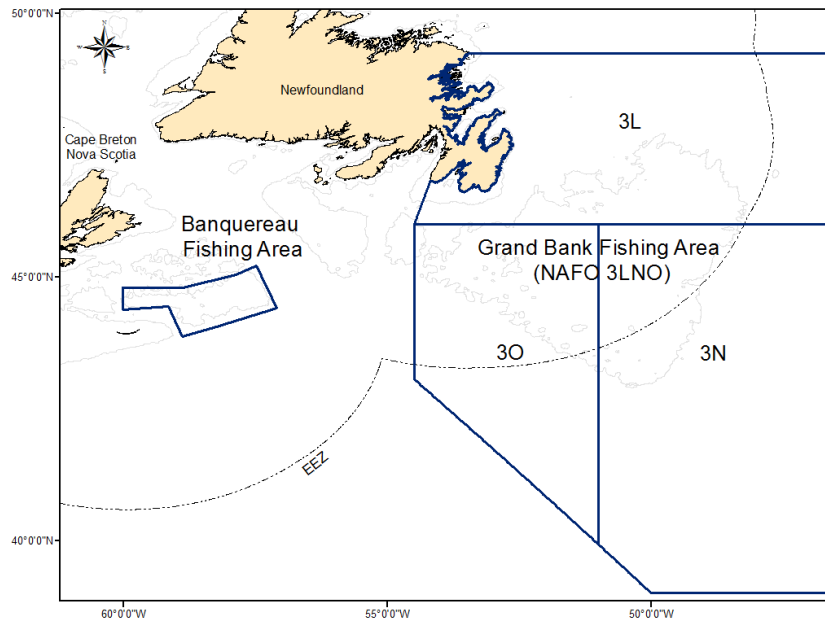 50°0'0"N
N
W
E
S
Newfoundland
3L
Cape Breton
Nova Scotia
Banquereau
Fishing Area
Grand Bank Fishing Area
(NAFO 3LNO)
45°0'0"N
3O
3N
EEZ
40°0'0"N
60°0'0"W
55°0'0"W
50°0'0"W